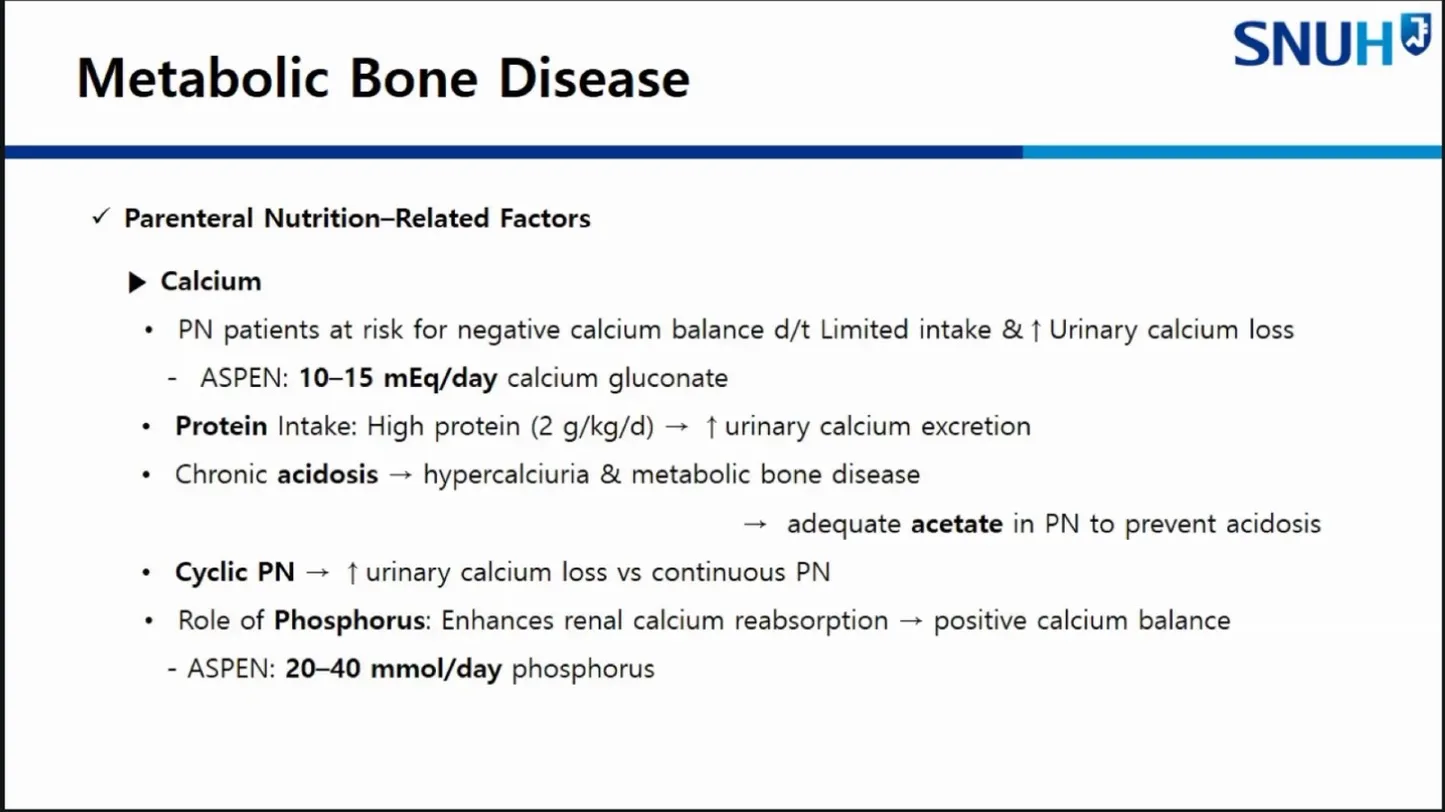 SNUH
Metabolic Bone Disease
✓ Parenteral Nutrition–Related Factors
▶ Calcium
• PN patients at risk for negative calcium balance d/t Limited intake & ↑ Urinary calcium loss
- ASPEN: 10–15 mEq/day calcium gluconate
• Protein Intake: High protein (2 g/kg/d) → ↑ urinary calcium excretion
• Chronic acidosis → hypercalciuria & metabolic bone disease
→ adequate acetate in PN to prevent acidosis
• Cyclic PN → ↑ urinary calcium loss vs continuous PN
• Role of Phosphorus: Enhances renal calcium reabsorption → positive calcium balance
- ASPEN: 20–40 mmol/day phosphorus